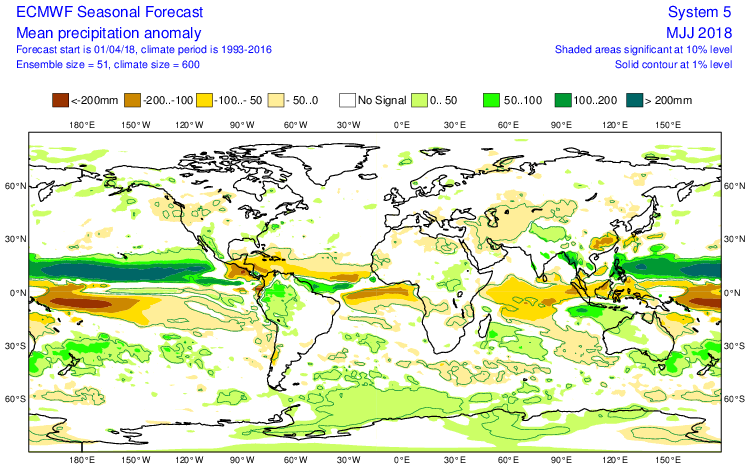 ECMWF Seasonal Forecast System 5
Mean precipitation anomaly MJJ 2018
Forecast start is 01/04/18, climate period is 1993-2016 Shaded areas significant at 10% level
Ensemble size = 51, climate size = 600 Solid contour at 1% level
<-200mm -200..-100 -100..- 50 - 50..0 No Signal 0.. 50 50..100 100..200 > 200mm
180°E 150°W 120°W 90°W 60°W 30°W 0°E 30°E 60°E 90°E 120°E 150°E
60°N 60°N
30°N 30°N
0°N 0°N
30°S 30°S
60°S 60°S
180°E 150°W 120°W 90°W 60°W 30°W 0°E 30°E 60°E 90°E 120°E 150°E